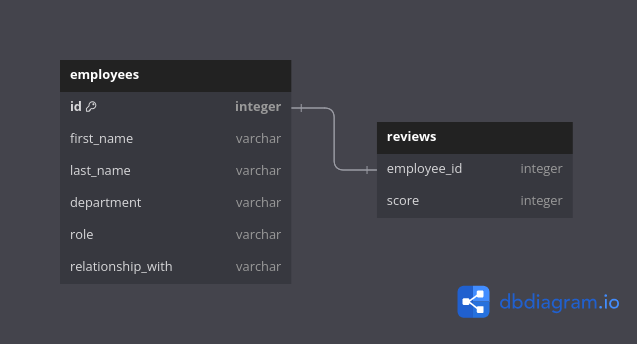 employees
id integer
first_name varchar
last_name varchar
department varchar
role varchar
relationship_with varchar
reviews
employee_id integer
score integer
dbdiagram.io